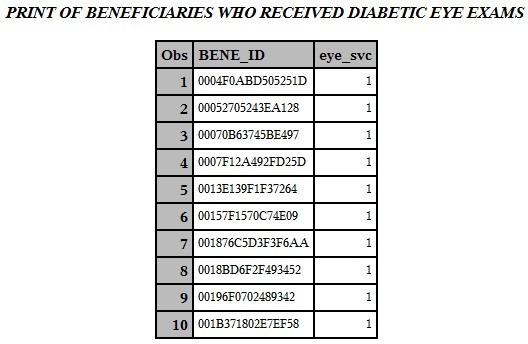 PRINT OF BENEFICIARIES WHO RECEIVED DIABETIC EYE EXAMS
Obs BENE_ID eye_svc
1 0004F0ABD505251D 1
2 00052705243EA128 1
3 00070B63745BE497 1
4 0007F12A492FD25D 1
5 0013E139F1F37264 1
6 00157F1570C74E09 1
7 001876C5D3F3F6AA 1
8 0018BD6F2F493452 1
9 00196F0702489342 1
10 001B371802E7EF58 1